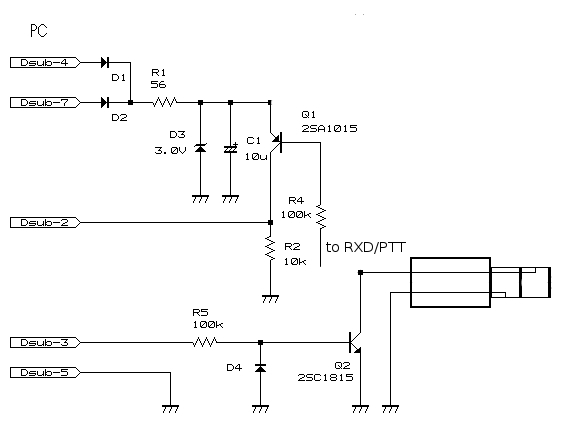 PC
Dsub-4
D1
R1
56
Dsub-7
D2
Q1
2SA1015
D3
3.0V
C1
+
10u
R4
100k
Dsub-2
R2
10k
to RXD/PTT
R5
100k
Dsub-3
D4
Q2
2SC1815
Dsub-5